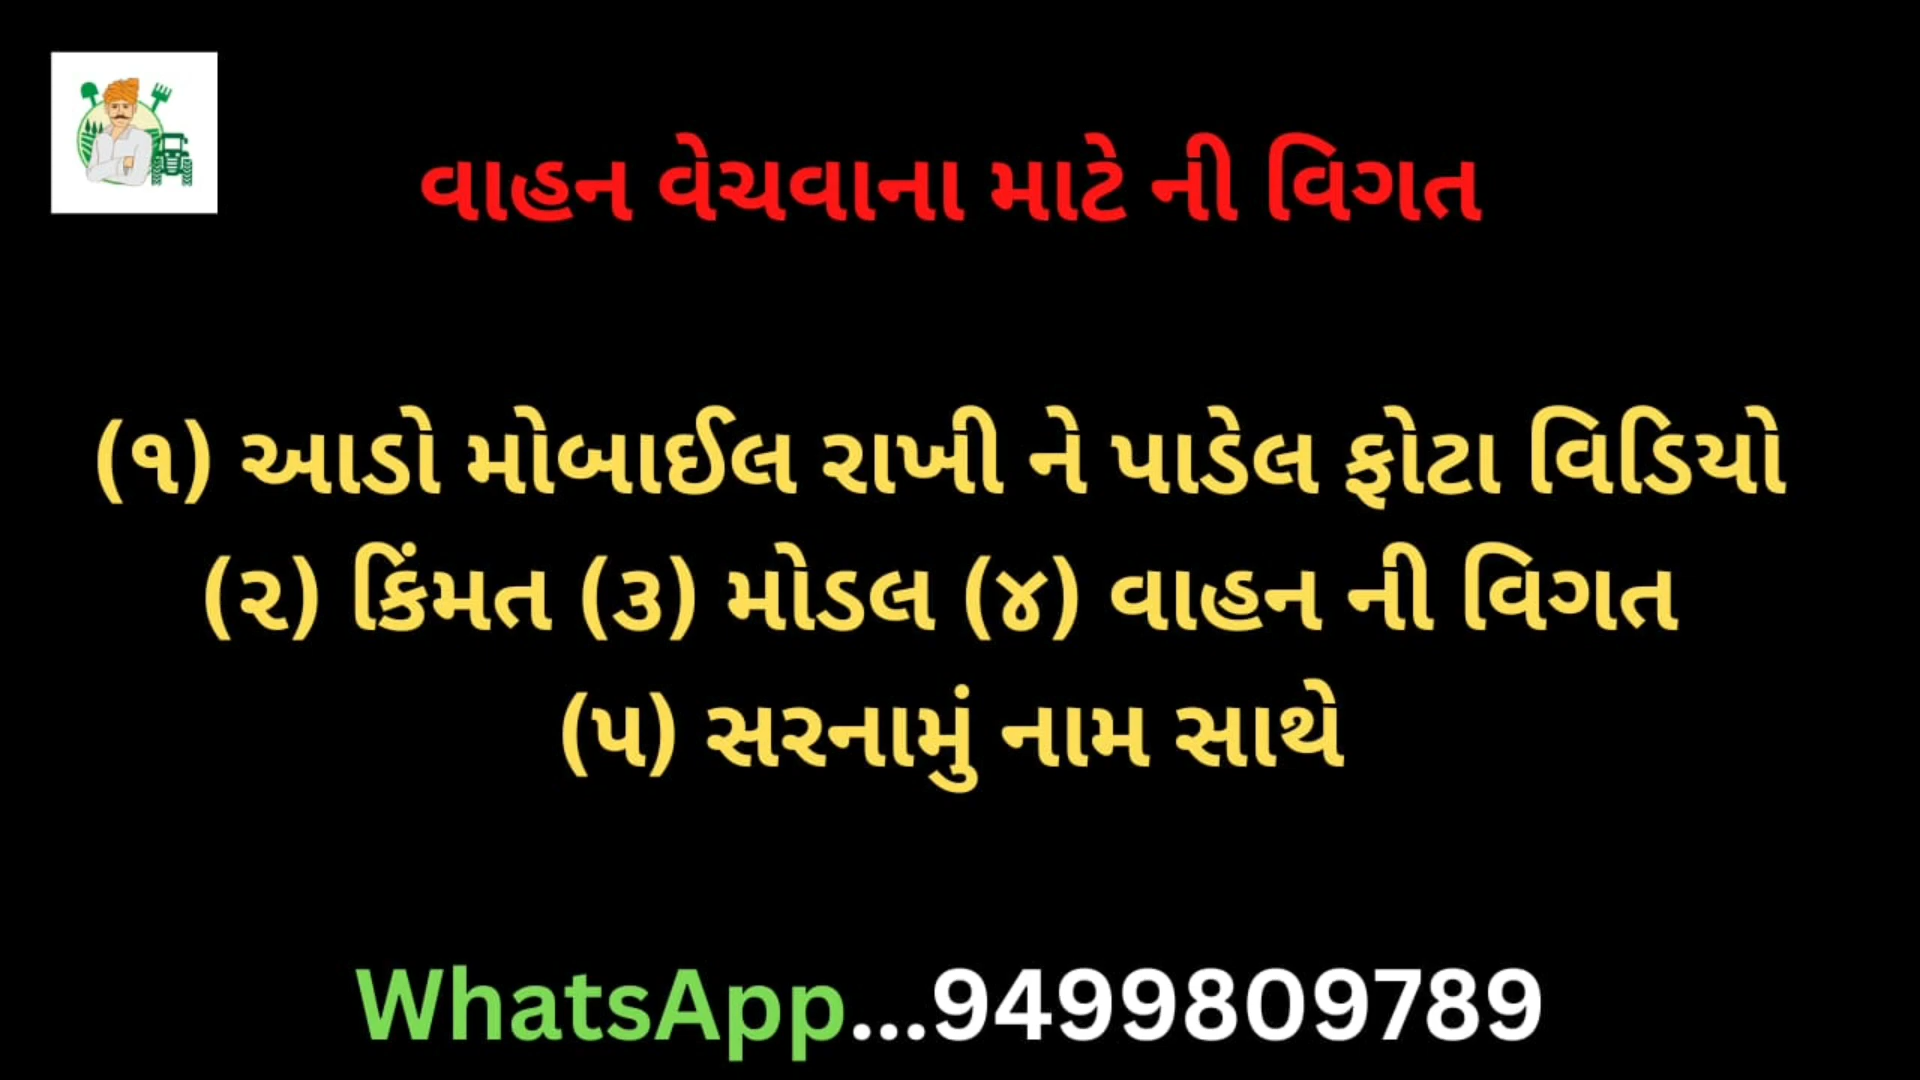 વાહન વેચવાના માટે ની વિગત
(૧) આડો મોબાઈલ રાખી ને પાડેલ ફોટા વિડિયો
(૨) કિંમત (૩) મોડલ (૪) વાહન ની વિગત
(૫) સરનામું નામ સાથે
WhatsApp...9499809789